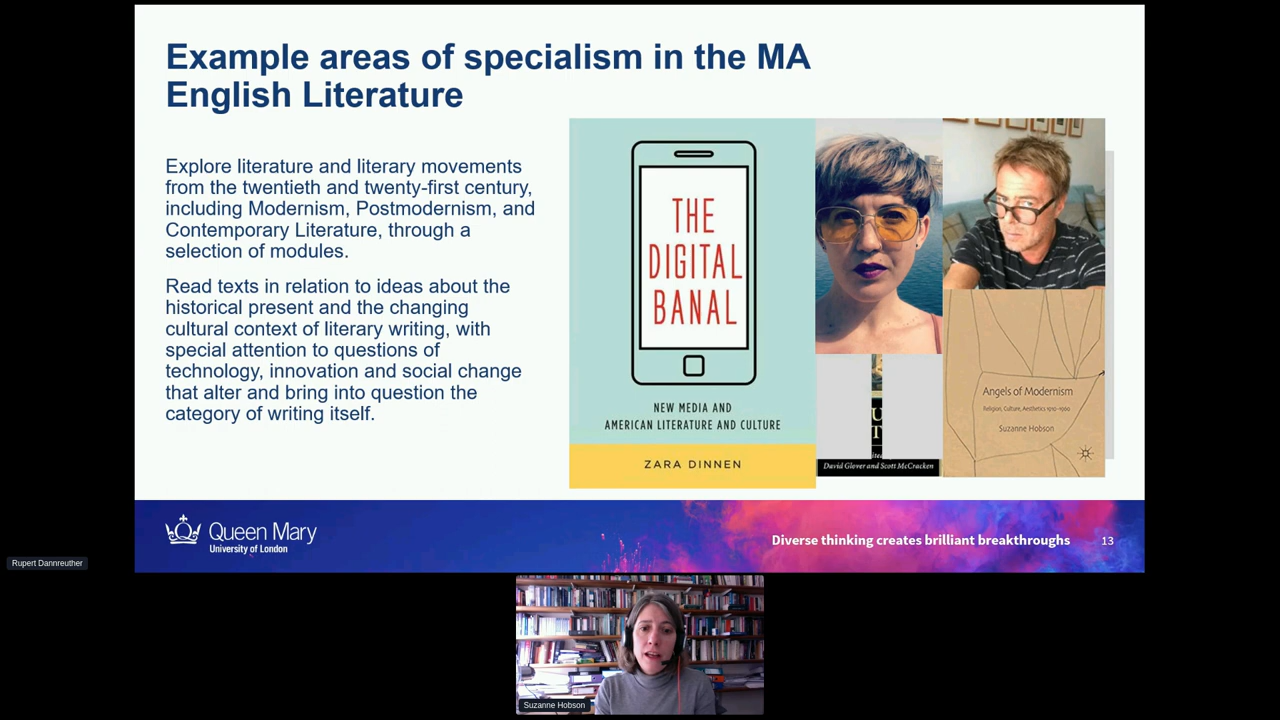 Example areas of specialism in the MA
English Literature
Explore literature and literary movements
from the twentieth and twenty-first century,
including Modernism, Postmodernism, and
Contemporary Literature, through a
selection of modules.
Read texts in relation to ideas about the
historical present and the changing
cultural context of literary writing, with
special attention to questions of
technology, innovation and social change
that alter and bring into question the
category of writing itself.
THE
DIGITAL
BANAL
NEW MEDIA AND
AMERICAN LITERATURE AND CULTURE
ZARA DINNEN
David Glover and Scott McCracken
Angels of Modernism
Religion, Culture, Aesthetics 1910-1960
Suzanne Hobson
Queen Mary
University of London
Diverse thinking creates brilliant breakthroughs
13
Rupert Dannreuther
Suzanne Hobson